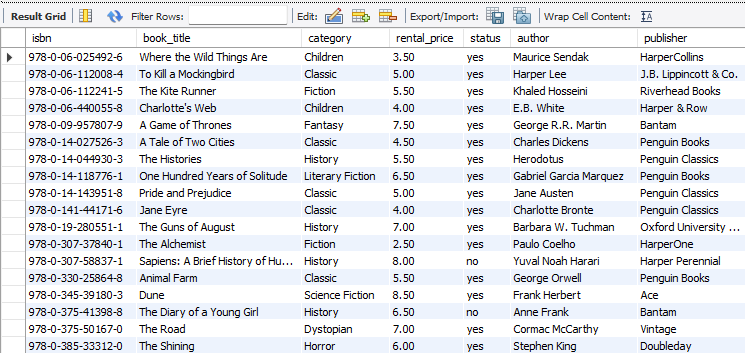 Result Grid Filter Rows: Edit: Export/Import: Wrap Cell Content: IA
isbn book_title category rental_price status author publisher
978-0-06-025492-6 Where the Wild Things Are Children 3.50 yes Maurice Sendak HarperCollins
978-0-06-112008-4 To Kill a Mockingbird Classic 5.00 yes Harper Lee J.B. Lippincott & Co.
978-0-06-112241-5 The Kite Runner Fiction 5.50 yes Khaled Hosseini Riverhead Books
978-0-06-440055-8 Charlotte's Web Children 4.00 yes E.B. White Harper & Row
978-0-09-957807-9 A Game of Thrones Fantasy 7.50 yes George R.R. Martin Bantam
978-0-14-027526-3 A Tale of Two Cities Classic 4.50 yes Charles Dickens Penguin Books
978-0-14-044930-3 The Histories History 5.50 yes Herodotus Penguin Classics
978-0-14-118776-1 One Hundred Years of Solitude Literary Fiction 6.50 yes Gabriel Garcia Marquez Penguin Books
978-0-14-143951-8 Pride and Prejudice Classic 5.00 yes Jane Austen Penguin Classics
978-0-141-44171-6 Jane Eyre Classic 4.00 yes Charlotte Bronte Penguin Classics
978-0-19-280551-1 The Guns of August History 7.00 yes Barbara W. Tuchman Oxford University ...
978-0-307-37840-1 The Alchemist Fiction 2.50 yes Paulo Coelho HarperOne
978-0-307-58837-1 Sapiens: A Brief History of Hu... History 8.00 no Yuval Noah Harari Harper Perennial
978-0-330-25864-8 Animal Farm Classic 5.50 yes George Orwell Penguin Books
978-0-345-39180-3 Dune Science Fiction 8.50 yes Frank Herbert Ace
978-0-375-41398-8 The Diary of a Young Girl History 6.50 no Anne Frank Bantam
978-0-375-50167-0 The Road Dystopian 7.00 yes Cormac McCarthy Vintage
978-0-385-33312-0 The Shining Horror 6.00 yes Stephen King Doubleday